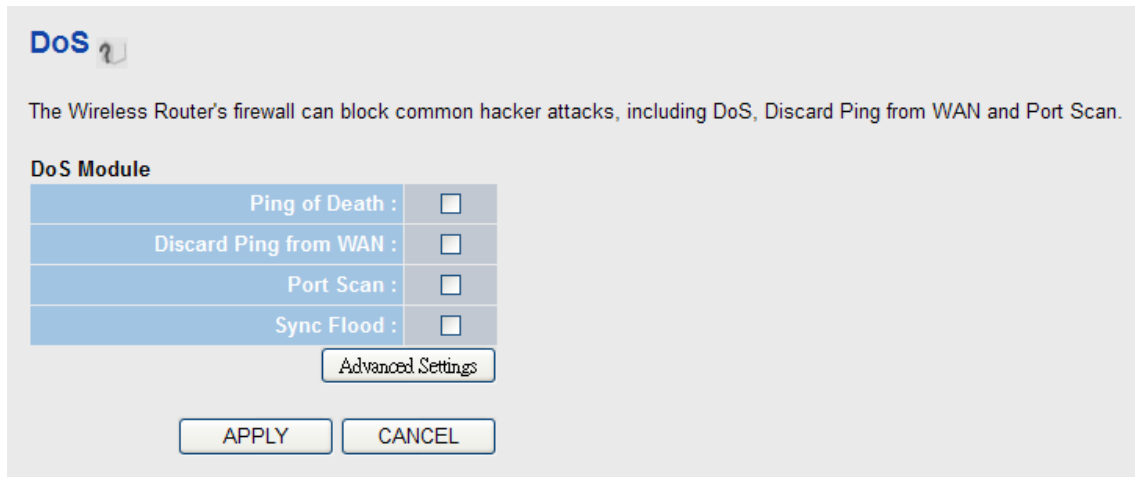 DoS
The Wireless Router's firewall can block common hacker attacks, including DoS, Discard Ping from WAN and Port Scan.
DoS Module
Ping of Death :
Discard Ping from WAN :
Port Scan :
Sync Flood :
Advanced Settings
APPLY CANCEL